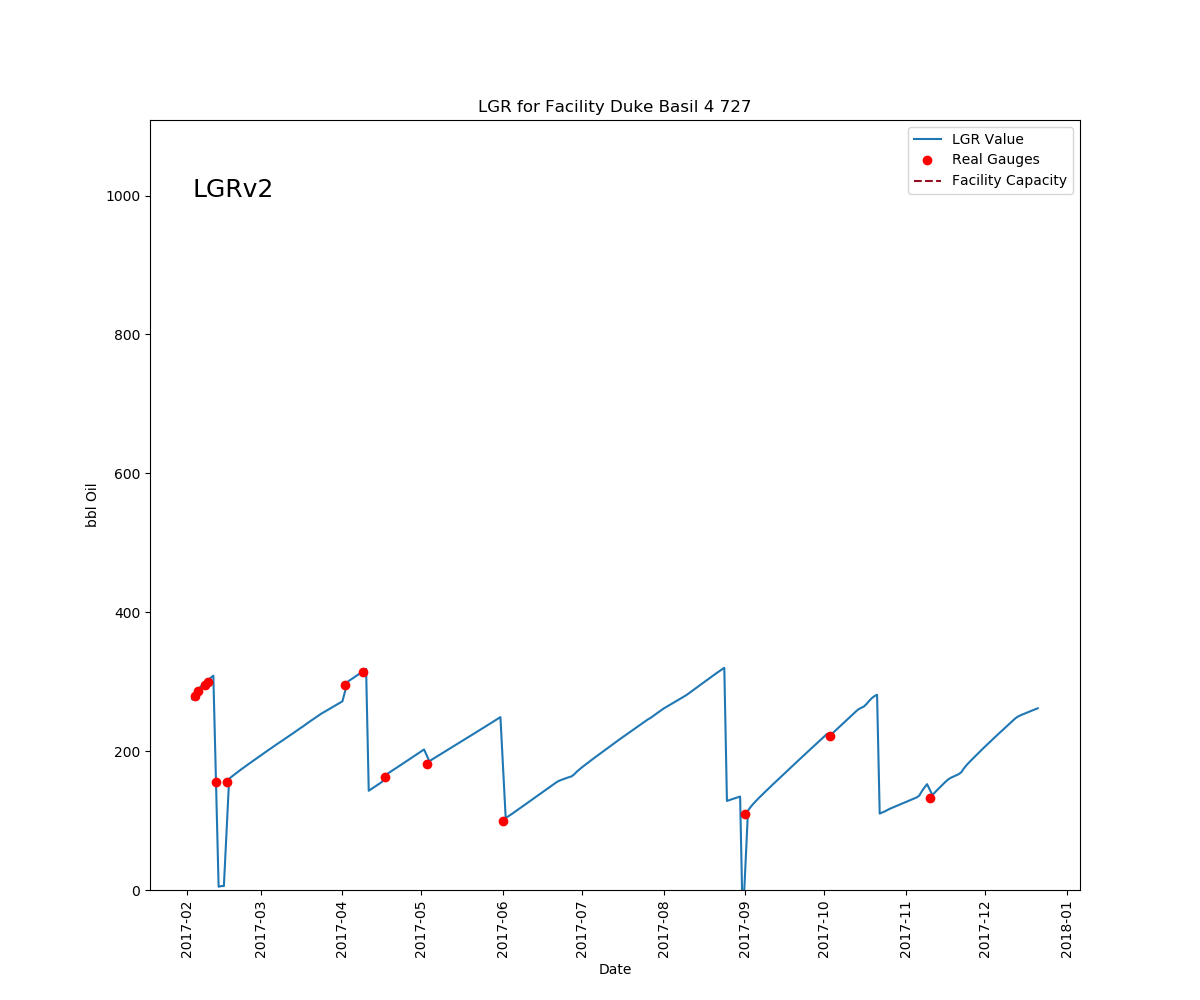 LGR for Facility Duke Basil 4 727
LGRv2
LGR Value
Real Gauges
Facility Capacity
bbl Oil
1000
800
600
400
200
0
2017-02
2017-03
2017-04
2017-05
2017-06
2017-07
2017-08
2017-09
2017-10
2017-11
2017-12
2018-01
Date